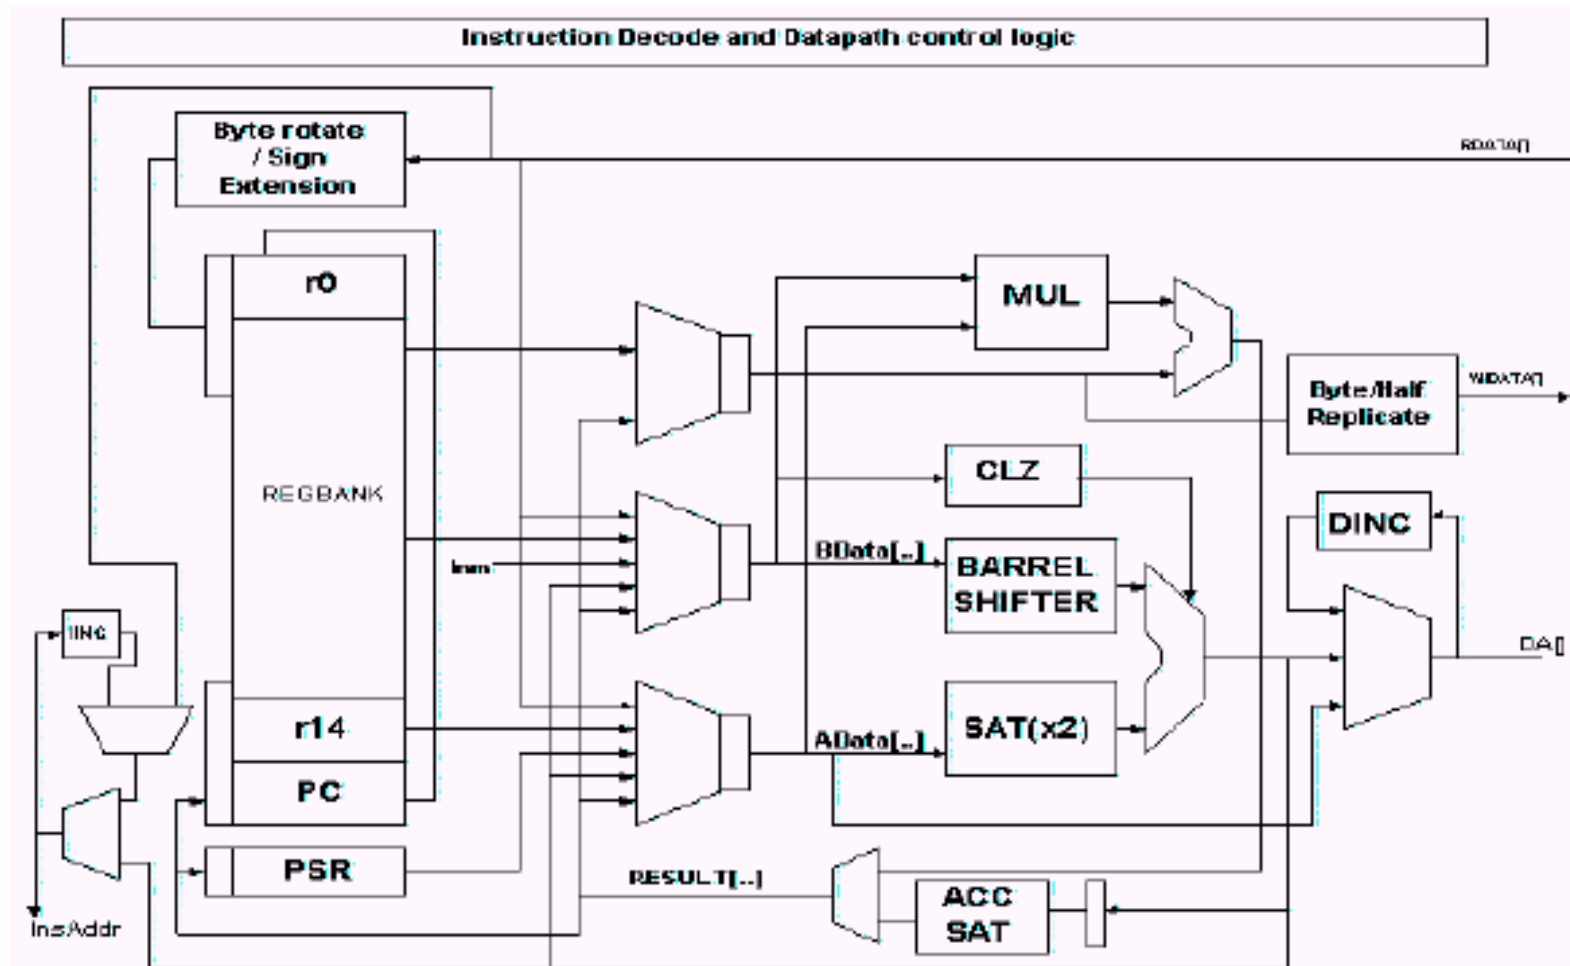 Instruction Decode and Datapath control logic
Byte rotate
/ Sign
Extension
RDATA[]
r0
MUL
Byte/Half
Replicate
WDATA[]
CLZ
REGBANK
DINC
BData[..]
BARREL
SHIFTER
Imm
IINC
DA[]
r14
SAT(x2)
AData[..]
PC
PSR
RESULT[..]
ACC
SAT
InsAddr